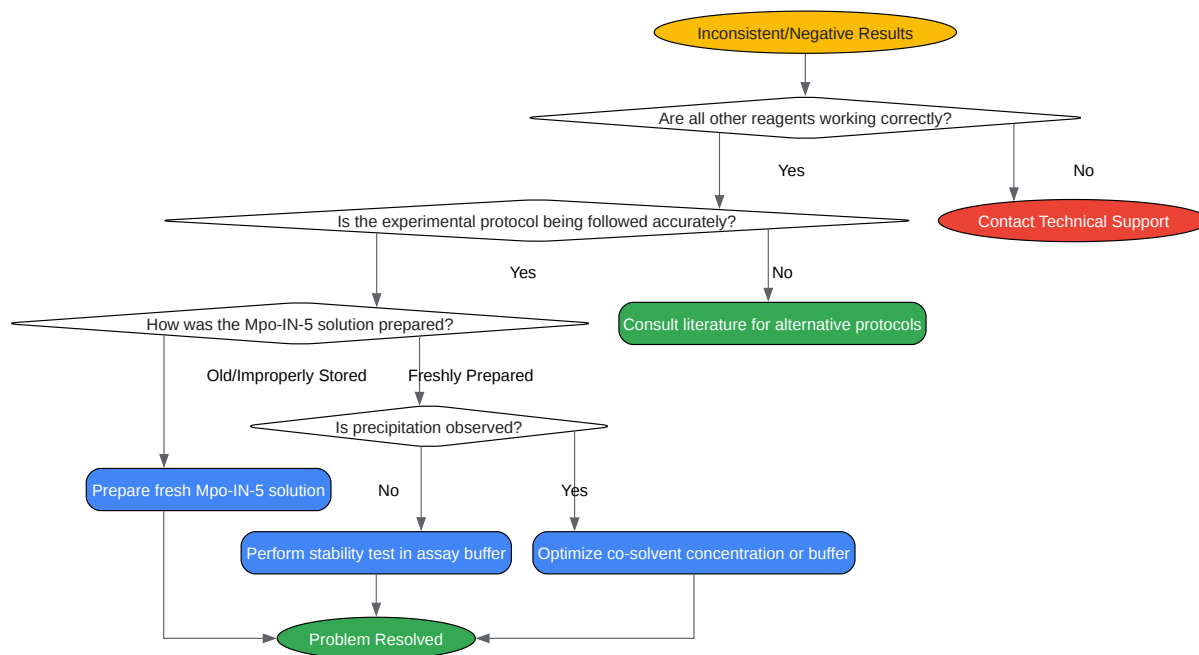 Inconsistent/Negative Results
Are all other reagents working correctly?
Yes
No
Is the experimental protocol being followed accurately?
Contact Technical Support
Yes
No
How was the Mpo-IN-5 solution prepared?
Consult literature for alternative protocols
Old/Improperly Stored
Freshly Prepared
Is precipitation observed?
Prepare fresh Mpo-IN-5 solution
No
Yes
Perform stability test in assay buffer
Optimize co-solvent concentration or buffer
Problem Resolved